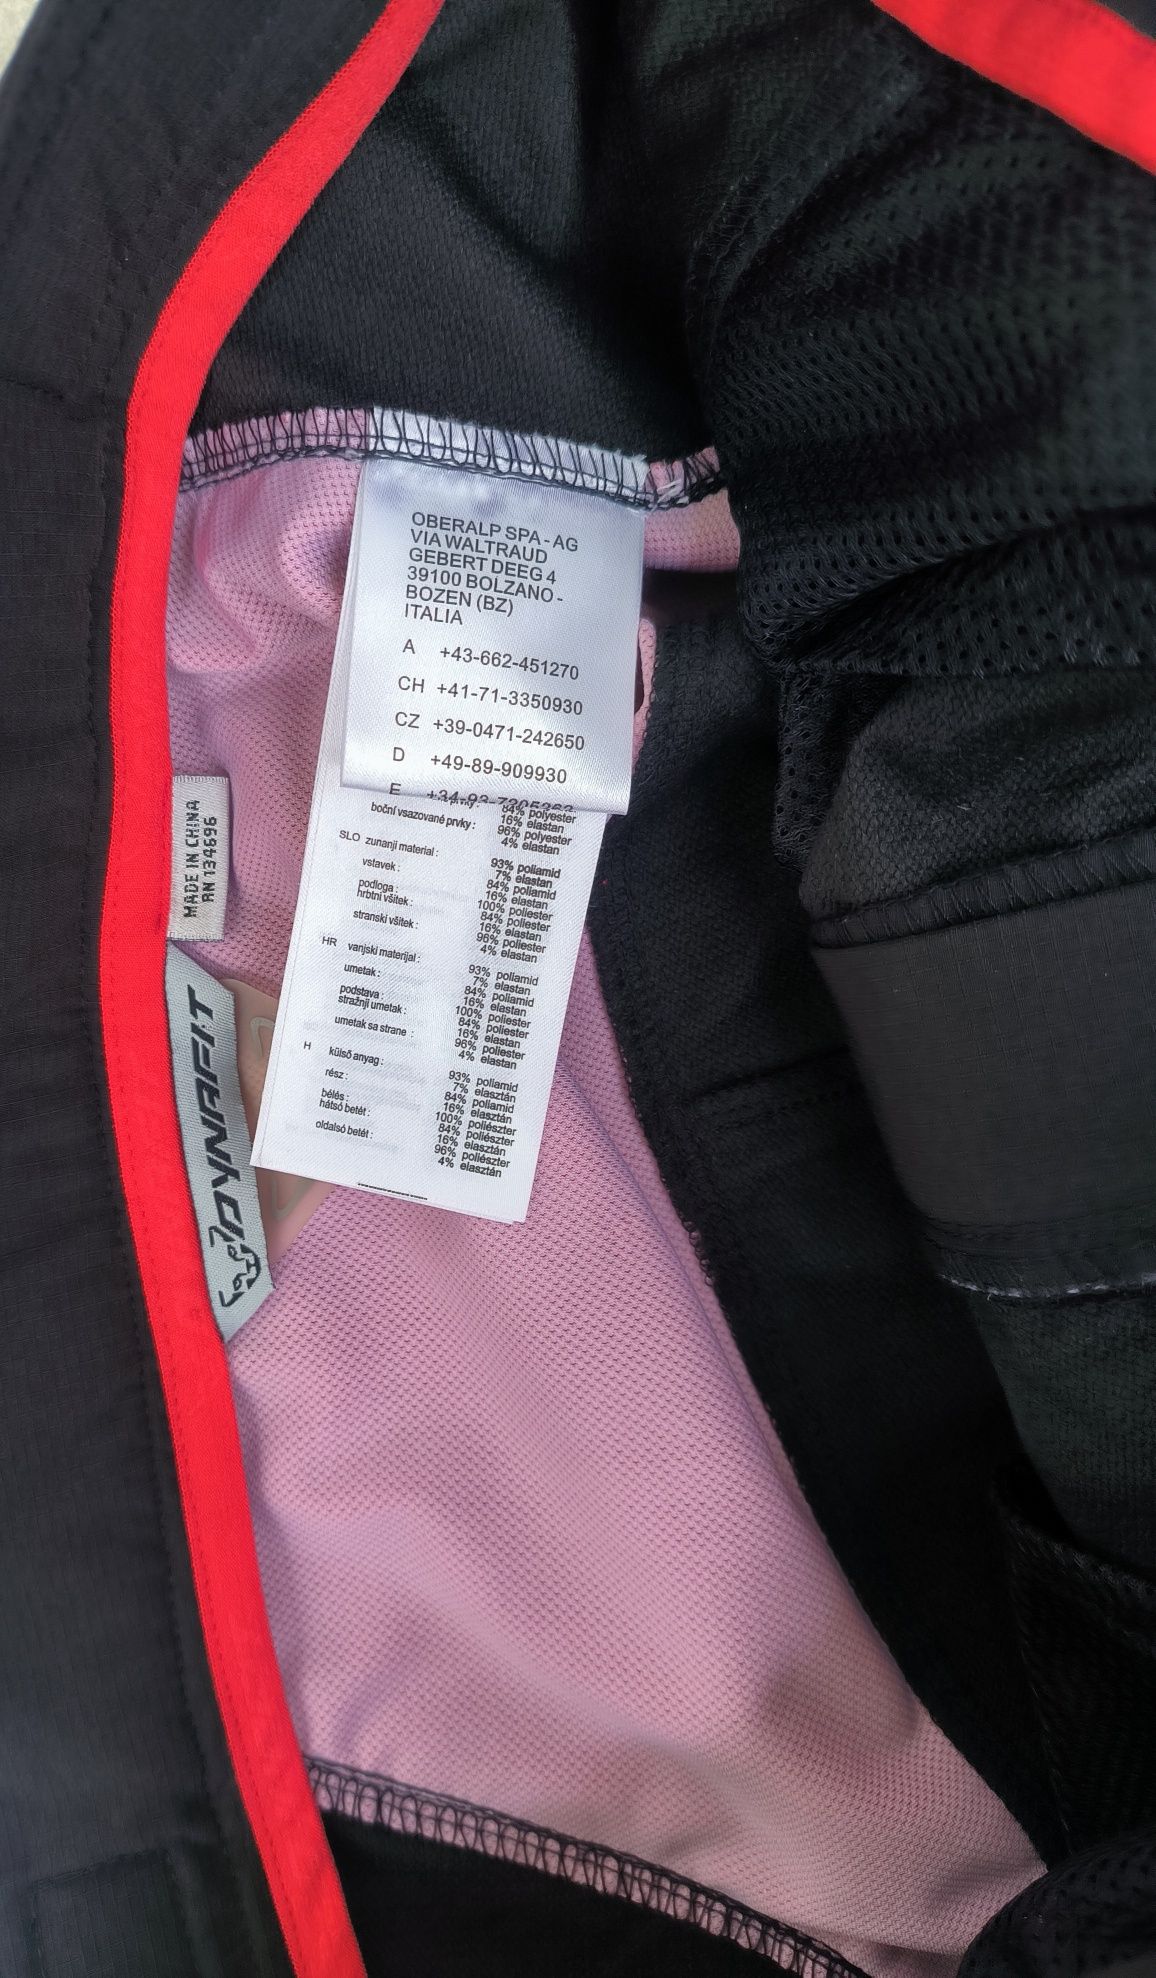 OBERALP SPA - AG
VIA WALTRAUD
GEBERT DEEG 4
39100 BOLZANO -
BOZEN (BZ)
ITALIA
A +43-662-451270
CH +41-71-3350930
CZ +39-0471-242650
D +49-89-909930
E +34-93-7205262
84% polyester
boční vsazované prvky : 16% elastan
96% polyester
4% elastan
SLO zunanji material : 93% poliamid
7% elastan
vstavek : 84% poliamid
16% elastan
podloga : 100% poliester
hrbtni všitek : 84% poliester
16% elastan
stranski všitek : 96% poliester
4% elastan
HR vanjski materijal : 93% poliamid
7% elastan
umetak : 84% poliamid
16% elastan
podstava : 100% poliester
stražnji umetak : 84% poliester
16% elastan
umetak sa strane : 96% poliester
4% elastan
H külső anyag : 93% poliamid
7% elasztán
rész : 84% poliamid
16% elasztán
bélés : 100% poliészter
hátsó betét : 84% poliészter
16% elasztán
oldalsó betét : 96% poliészter
4% elasztán
MADE IN CHINA
RN 134696
DYNAFIT